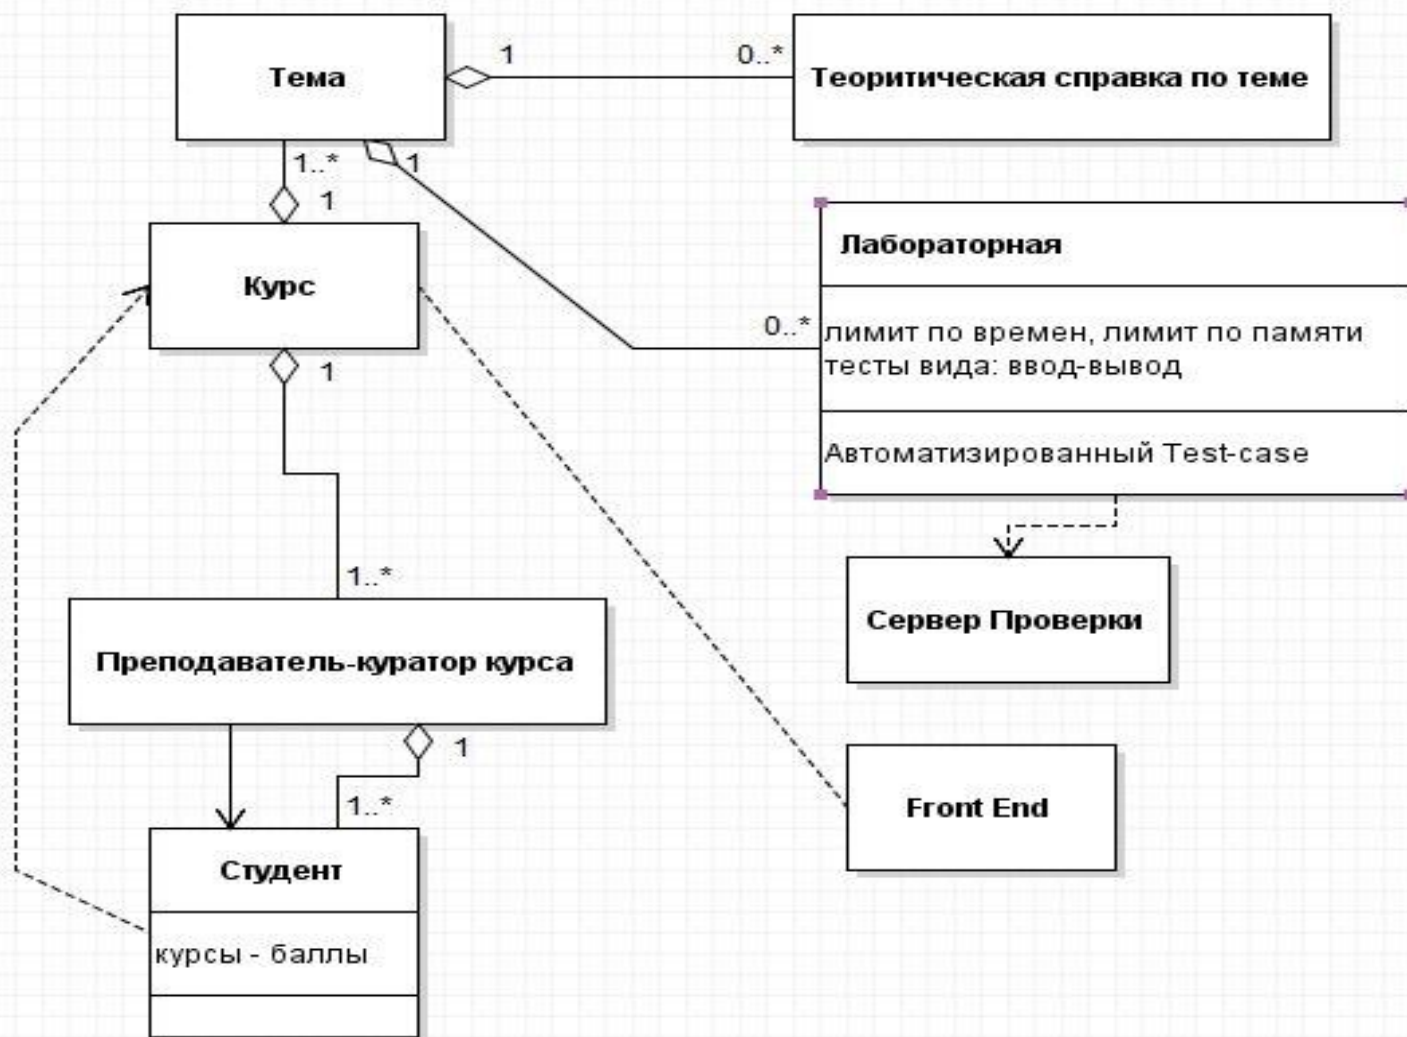 Тема
1
0..*
Теоритическая справка по теме
1..*
1
1
Курс
Лабораторная
0..*
лимит по времен, лимит по памяти
тесты вида: ввод-вывод
1
Автоматизированный Test-case
1..*
Сервер Проверки
Преподаватель-куратор курса
1
1..*
Front End
Студент
курсы - баллы